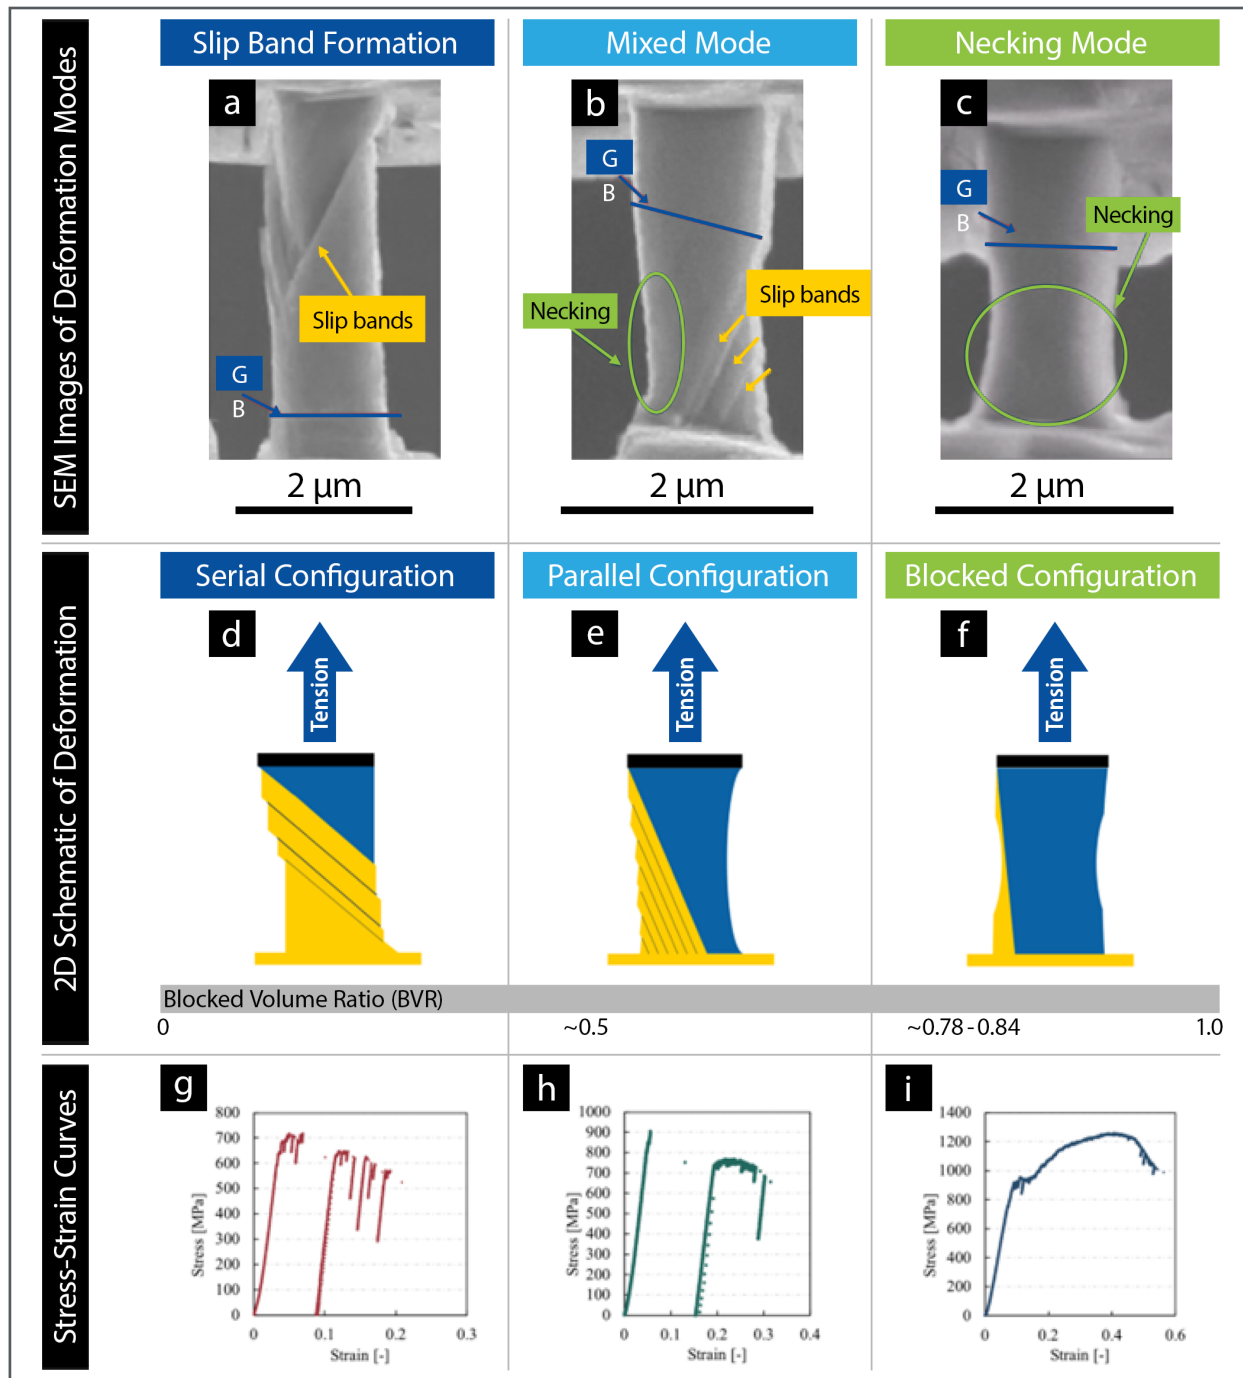 SEM Images of Deformation Modes
Slip Band Formation
Mixed Mode
Necking Mode
a
Slip bands
G
B
2 µm
b
G
B
Necking
Slip bands
2 µm
c
G
B
Necking
2 µm
2D Schematic of Deformation
Serial Configuration
Parallel Configuration
Blocked Configuration
d
Tension
e
Tension
f
Tension
Blocked Volume Ratio (BVR)
0
~0.5
~0.78-0.84
1.0
Stress-Strain Curves
g
Stress [MPa]
800
700
600
500
400
300
200
100
0
0 0.1 0.2 0.3
Strain [-]
h
Stress [MPa]
1000
900
800
700
600
500
400
300
200
100
0
0 0.1 0.2 0.3 0.4
Strain [-]
i
Stress [MPa]
1400
1200
1000
800
600
400
200
0
0 0.2 0.4 0.6
Strain [-]